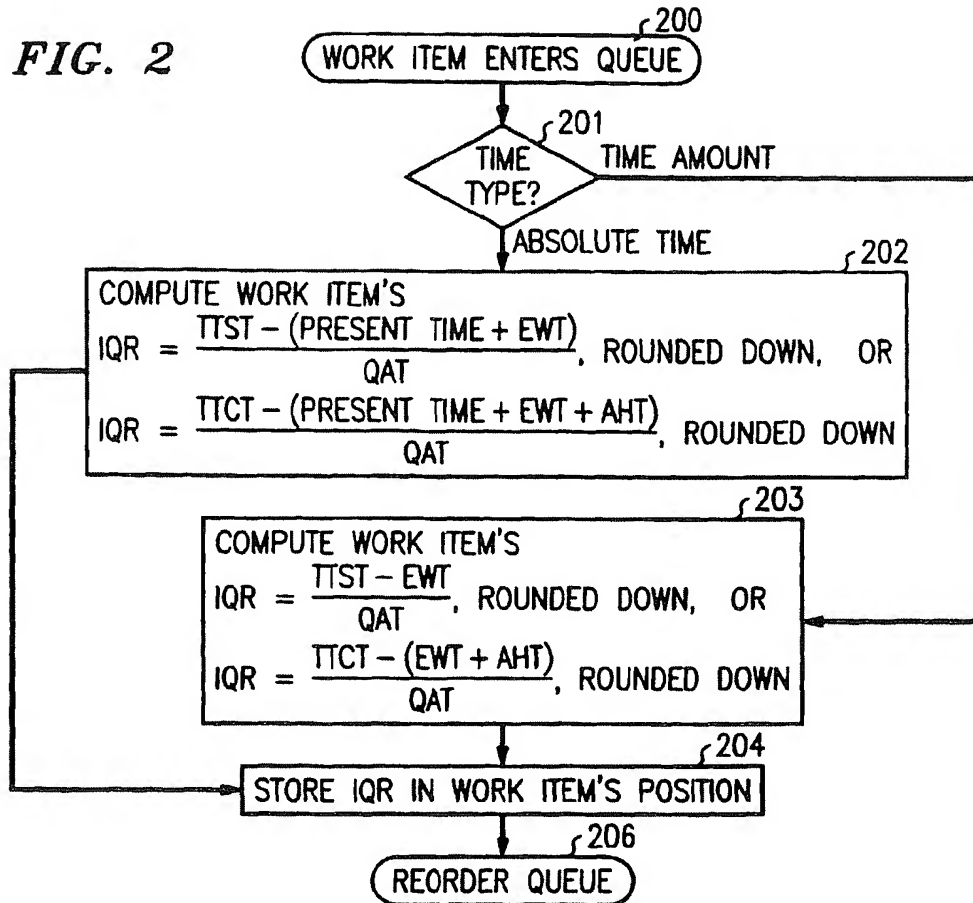 FIG. 2
200
WORK ITEM ENTERS QUEUE
201
TIME TYPE?
TIME AMOUNT
ABSOLUTE TIME
202
COMPUTE WORK ITEM'S
IQR = TTST - (PRESENT TIME + EWT) / QAT, ROUNDED DOWN, OR
IQR = TTCT - (PRESENT TIME + EWT + AHT) / QAT, ROUNDED DOWN
203
COMPUTE WORK ITEM'S
IQR = TTST - EWT / QAT, ROUNDED DOWN, OR
IQR = TTCT - (EWT + AHT) / QAT, ROUNDED DOWN
204
STORE IQR IN WORK ITEM'S POSITION
206
REORDER QUEUE